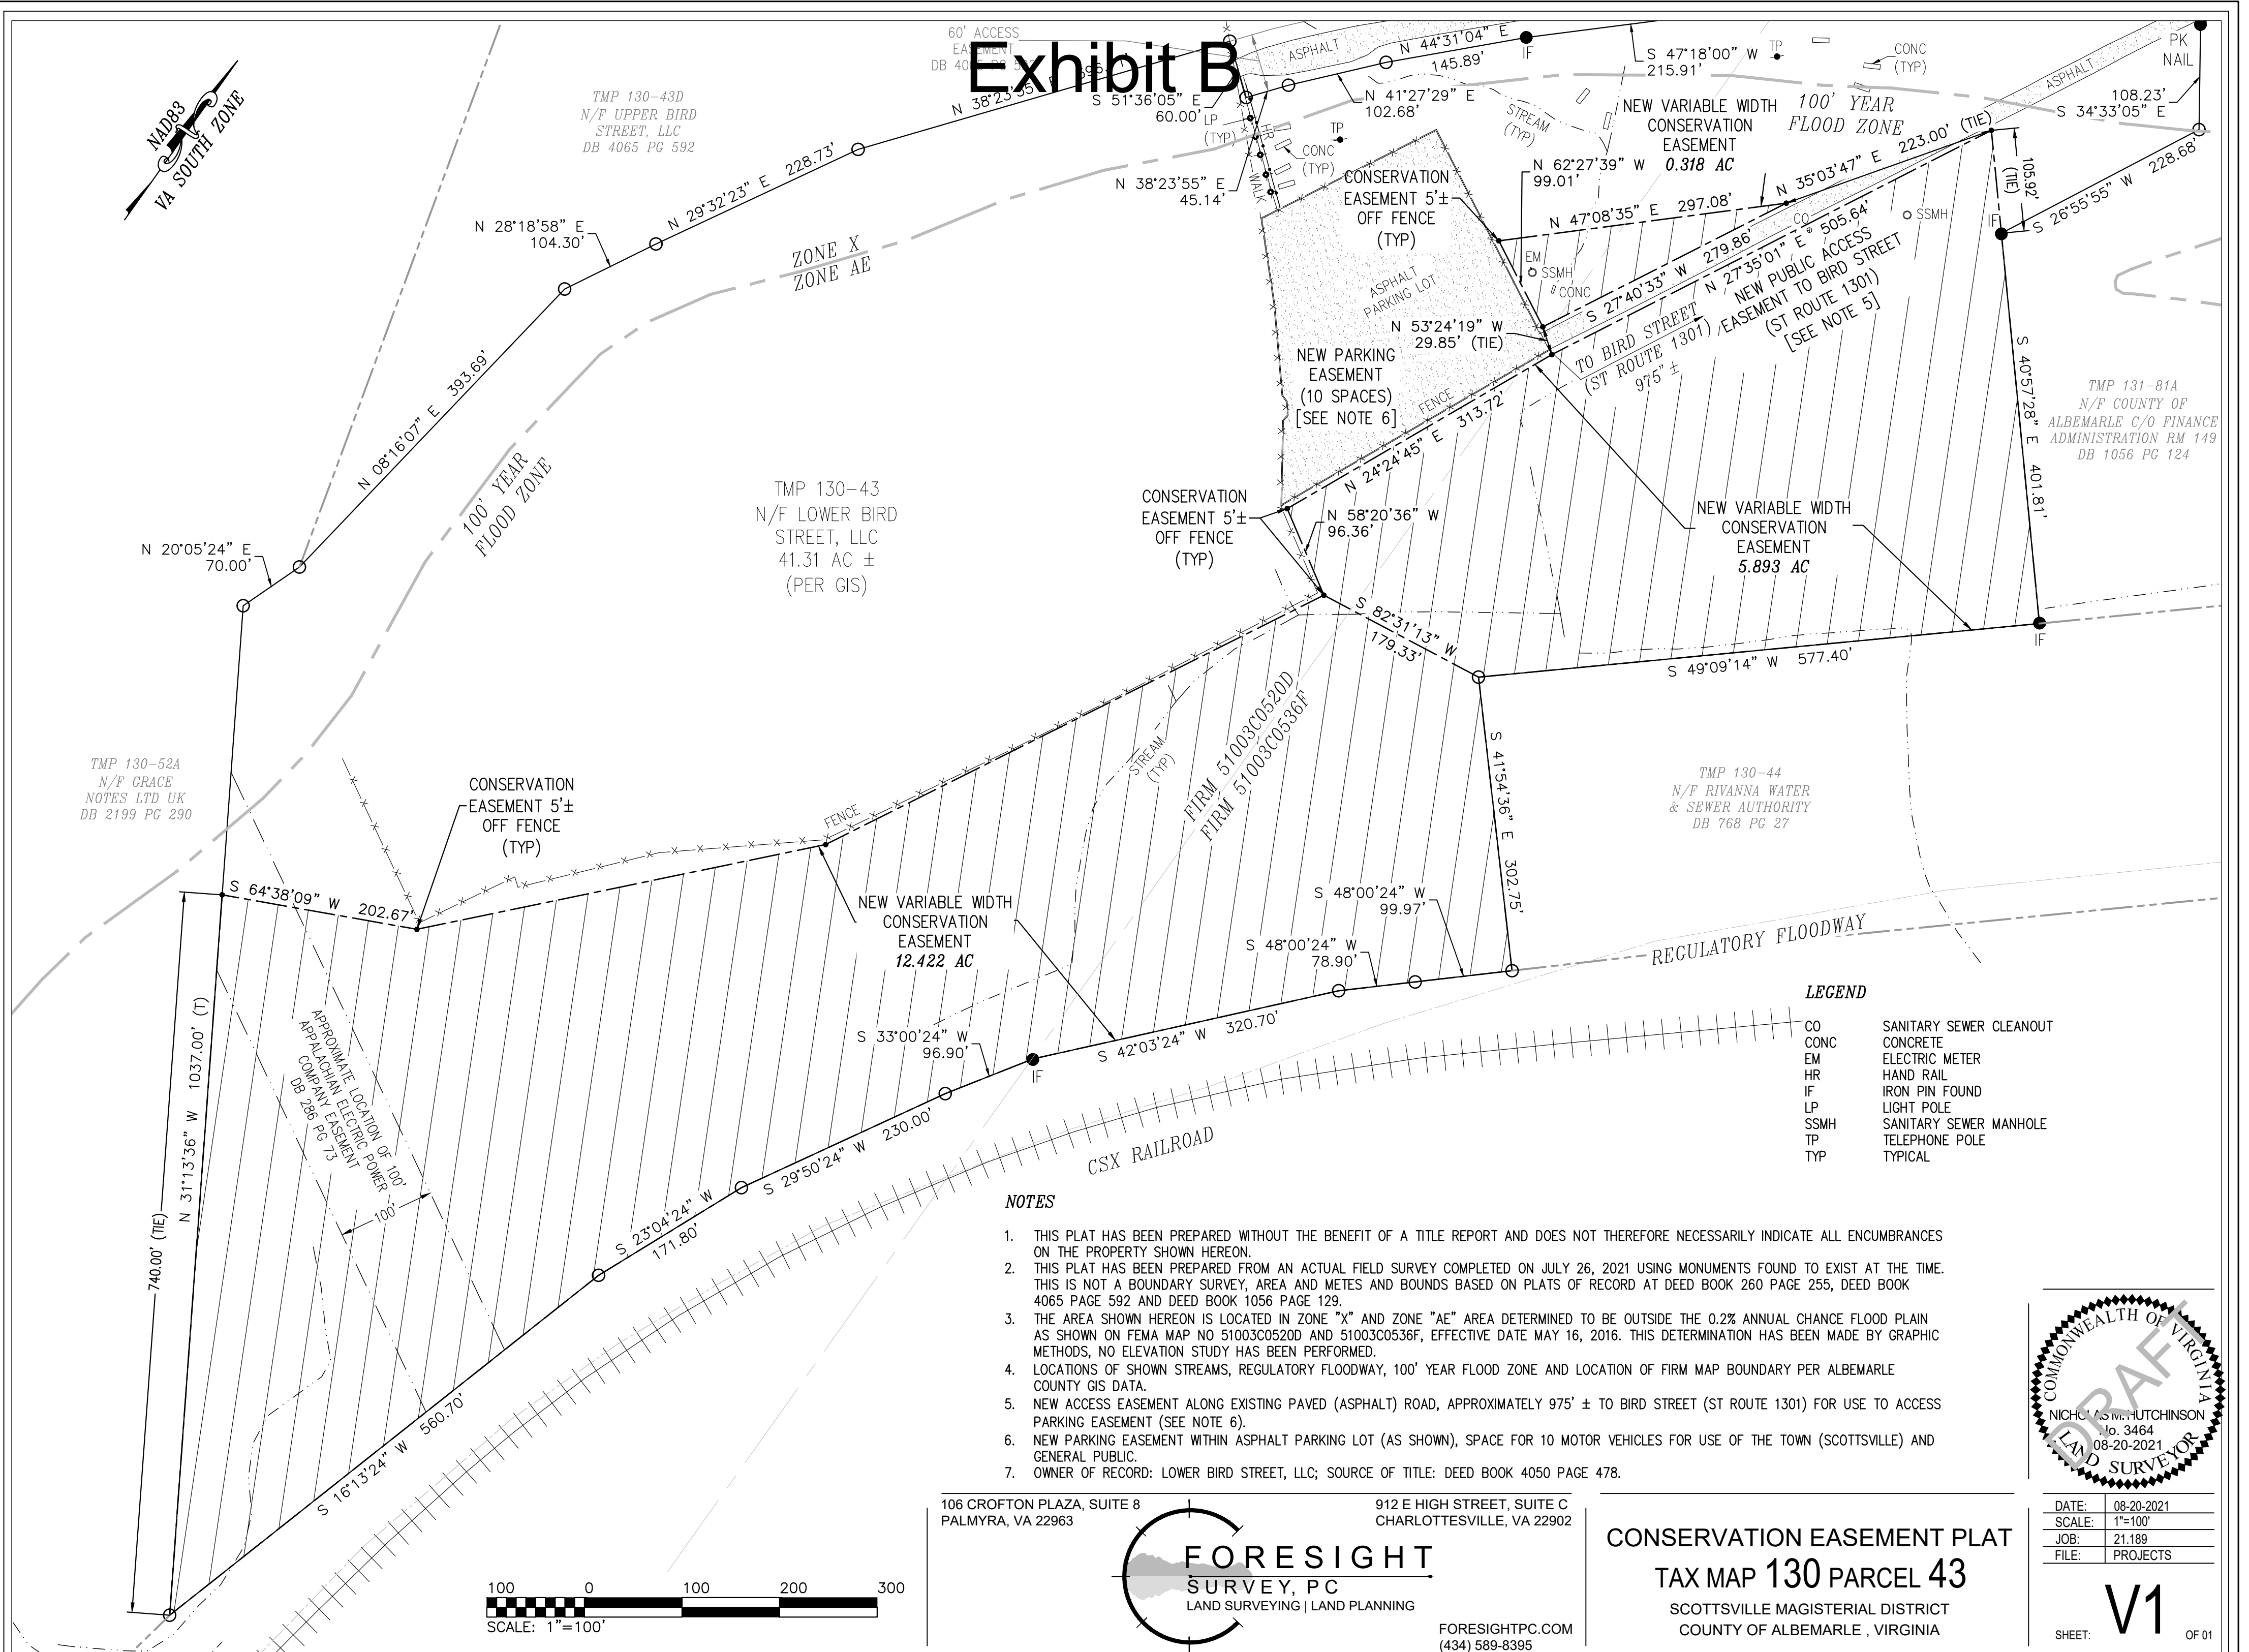 Exhibit B
NAD83
VA SOUTH ZONE
60' ACCESS
EASEMENT
TMP 130-43D
N/F UPPER BIRD
STREET, LLC
DB 4065 PG 592
S 51°36'05" E
60.00'
LP
(TYP)
HR
WALK
CONC
(TYP)
TP
ASPHALT
N 44°31'04" E
145.89'
IF
N 41°27'29" E
102.68'
S 47°18'00" W
215.91'
TP
CONC
(TYP)
STREAM
(TYP)
NEW VARIABLE WIDTH
CONSERVATION
EASEMENT
0.318 AC
100' YEAR
FLOOD ZONE
ASPHALT
PK
NAIL
108.23'
S 34°33'05" E
N 38°23'55" E
45.14'
CONSERVATION
EASEMENT 5'±
OFF FENCE
(TYP)
N 62°27'39" W
99.01'
N 47°08'35" E 297.08'
N 35°03'47" E 223.00' (TIE)
105.92'
(TIE)
IF
S 26°55'55" W 228.68'
N 28°18'58" E
104.30'
N 29°32'23" E 228.73'
ZONE X
ZONE AE
EM
SSMH
CONC
CO
SSMH
S 27°40'33" W 279.86'
N 27°35'01" E 505.64'
NEW PUBLIC ACCESS
EASEMENT TO BIRD STREET
(ST ROUTE 1301)
[SEE NOTE 5]
TO BIRD STREET
(ST ROUTE 1301)
975" ±
ASPHALT
PARKING LOT
N 53°24'19" W
29.85' (TIE)
NEW PARKING
EASEMENT
(10 SPACES)
[SEE NOTE 6]
FENCE
N 24°24'45" E 313.72'
S 40°57'28" E 401.81'
TMP 131-81A
N/F COUNTY OF
ALBEMARLE C/O FINANCE
ADMINISTRATION RM 149
DB 1056 PG 124
N 08°16'07" E 393.69'
100' YEAR
FLOOD ZONE
TMP 130-43
N/F LOWER BIRD
STREET, LLC
41.31 AC ±
(PER GIS)
CONSERVATION
EASEMENT 5'±
OFF FENCE
(TYP)
N 58°20'36" W
96.36'
NEW VARIABLE WIDTH
CONSERVATION
EASEMENT
5.893 AC
N 20°05'24" E
70.00'
S 82°31'13" W
179.33'
S 49°09'14" W 577.40'
IF
TMP 130-52A
N/F GRACE
NOTES LTD UK
DB 2199 PG 290
CONSERVATION
EASEMENT 5'±
OFF FENCE
(TYP)
FENCE
STREAM
(TYP)
FIRM 51003C0520D
FIRM 51003C0536F
S 41°54'36" E 302.75'
TMP 130-44
N/F RIVANNA WATER
& SEWER AUTHORITY
DB 768 PG 27
S 64°38'09" W 202.67'
NEW VARIABLE WIDTH
CONSERVATION
EASEMENT
12.422 AC
S 48°00'24" W
99.97'
S 48°00'24" W
78.90'
REGULATORY FLOODWAY
740.00' (TIE)
N 31°13'36" W 1037.00' (T)
APPROXIMATE LOCATION OF 100'
APPALACHIAN ELECTRIC POWER
COMPANY EASEMENT
DB 286 PG 73
100'
S 33°00'24" W
96.90'
IF
S 42°03'24" W 320.70'
S 29°50'24" W 230.00'
S 23°04'24" W
171.80'
S 16°13'24" W 560.70'
CSX RAILROAD
LEGEND
CO SANITARY SEWER CLEANOUT
CONC CONCRETE
EM ELECTRIC METER
HR HAND RAIL
IF IRON PIN FOUND
LP LIGHT POLE
SSMH SANITARY SEWER MANHOLE
TP TELEPHONE POLE
TYP TYPICAL
NOTES
1. THIS PLAT HAS BEEN PREPARED WITHOUT THE BENEFIT OF A TITLE REPORT AND DOES NOT THEREFORE NECESSARILY INDICATE ALL ENCUMBRANCES
ON THE PROPERTY SHOWN HEREON.
2. THIS PLAT HAS BEEN PREPARED FROM AN ACTUAL FIELD SURVEY COMPLETED ON JULY 26, 2021 USING MONUMENTS FOUND TO EXIST AT THE TIME.
THIS IS NOT A BOUNDARY SURVEY, AREA AND METES AND BOUNDS BASED ON PLATS OF RECORD AT DEED BOOK 260 PAGE 255, DEED BOOK
4065 PAGE 592 AND DEED BOOK 1056 PAGE 129.
3. THE AREA SHOWN HEREON IS LOCATED IN ZONE "X" AND ZONE "AE" AREA DETERMINED TO BE OUTSIDE THE 0.2% ANNUAL CHANCE FLOOD PLAIN
AS SHOWN ON FEMA MAP NO 51003C0520D AND 51003C0536F, EFFECTIVE DATE MAY 16, 2016. THIS DETERMINATION HAS BEEN MADE BY GRAPHIC
METHODS, NO ELEVATION STUDY HAS BEEN PERFORMED.
4. LOCATIONS OF SHOWN STREAMS, REGULATORY FLOODWAY, 100' YEAR FLOOD ZONE AND LOCATION OF FIRM MAP BOUNDARY PER ALBEMARLE
COUNTY GIS DATA.
5. NEW ACCESS EASEMENT ALONG EXISTING PAVED (ASPHALT) ROAD, APPROXIMATELY 975' ± TO BIRD STREET (ST ROUTE 1301) FOR USE TO ACCESS
PARKING EASEMENT (SEE NOTE 6).
6. NEW PARKING EASEMENT WITHIN ASPHALT PARKING LOT (AS SHOWN), SPACE FOR 10 MOTOR VEHICLES FOR USE OF THE TOWN (SCOTTSVILLE) AND
GENERAL PUBLIC.
7. OWNER OF RECORD: LOWER BIRD STREET, LLC; SOURCE OF TITLE: DEED BOOK 4050 PAGE 478.
COMMONWEALTH OF VIRGINIA
NICHOLAS M. HUTCHINSON
No. 3464
08-20-2021
LAND SURVEYOR
DRAFT
100 0 100 200 300
SCALE: 1"=100'
106 CROFTON PLAZA, SUITE 8
PALMYRA, VA 22963
912 E HIGH STREET, SUITE C
CHARLOTTESVILLE, VA 22902
FORESIGHT
SURVEY, PC
LAND SURVEYING | LAND PLANNING
FORESIGHTPC.COM
(434) 589-8395
CONSERVATION EASEMENT PLAT
TAX MAP 130 PARCEL 43
SCOTTSVILLE MAGISTERIAL DISTRICT
COUNTY OF ALBEMARLE , VIRGINIA
DATE: 08-20-2021
SCALE: 1"=100'
JOB: 21.189
FILE: PROJECTS
SHEET: V1 OF 01